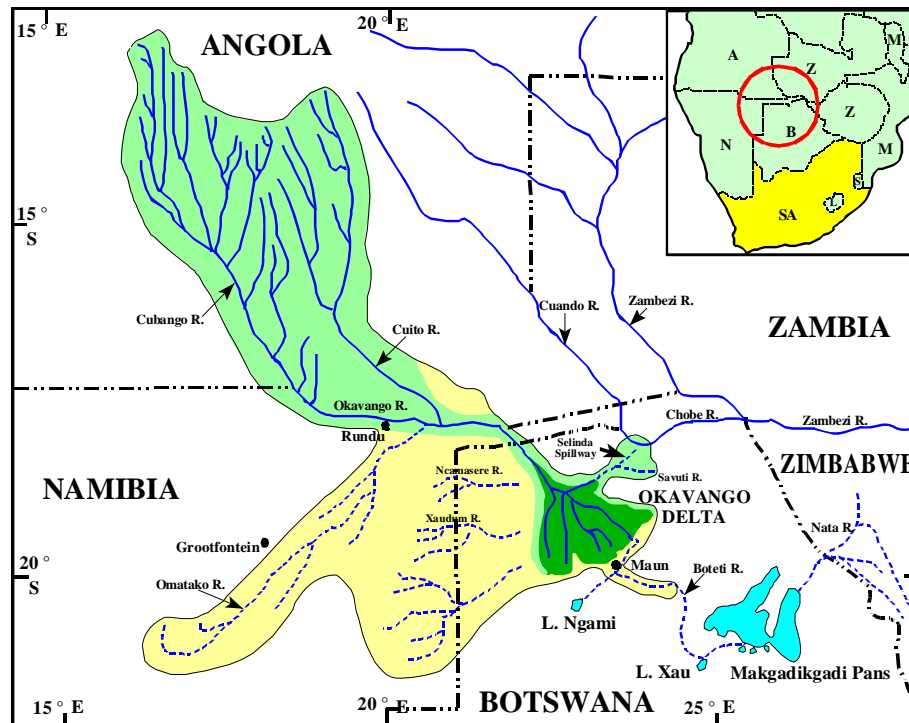 15° E
20° E
ANGOLA
A
Z
M
B
Z
N
M
S
L
SA
15°
S
Cubango R.
Cuito R.
Cuando R.
Zambezi R.
ZAMBIA
Okavango R.
Rundu
Chobe R.
Zambezi R.
Selinda
Spillway
Savuti R.
ZIMBABWE
NAMIBIA
Ncamasere R.
OKAVANGO
DELTA
Xaudum R.
Nata R.
Grootfontein
20°
S
Omatako R.
Maun
Boteti R.
L. Ngami
L. Xau
Makgadikgadi Pans
BOTSWANA
15° E
20° E
25° E